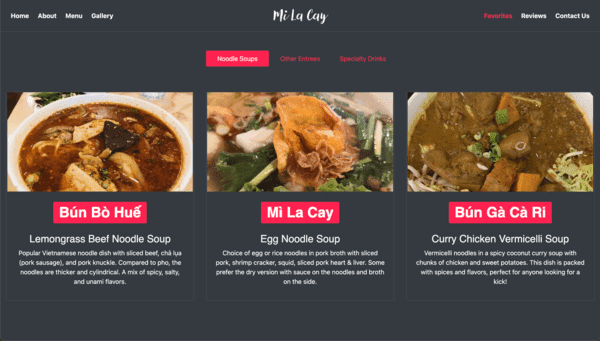 Home About Menu Gallery Mì La Cay Favorites Reviews Contact Us
Noodle Soups Other Entrees Specialty Drinks
Bún Bò Huế
Lemongrass Beef Noodle Soup
Popular Vietnamese noodle dish with sliced beef, chả lụa
(pork sausage), and pork knuckle. Compared to pho, the
noodles are thicker and cylindrical. A mix of spicy, salty,
and unami flavors.
Mì La Cay
Egg Noodle Soup
Choice of egg or rice noodles in pork broth with sliced
pork, shrimp cracker, squid, sliced pork heart & liver. Some
prefer the dry version with sauce on the noodles and broth
on the side.
Bún Gà Cà Ri
Curry Chicken Vermicelli Soup
Vermicelli noodles in a spicy coconut curry soup with
chunks of chicken and sweet potatoes. This dish is packed
with spices and flavors, perfect for anyone looking for a
kick!